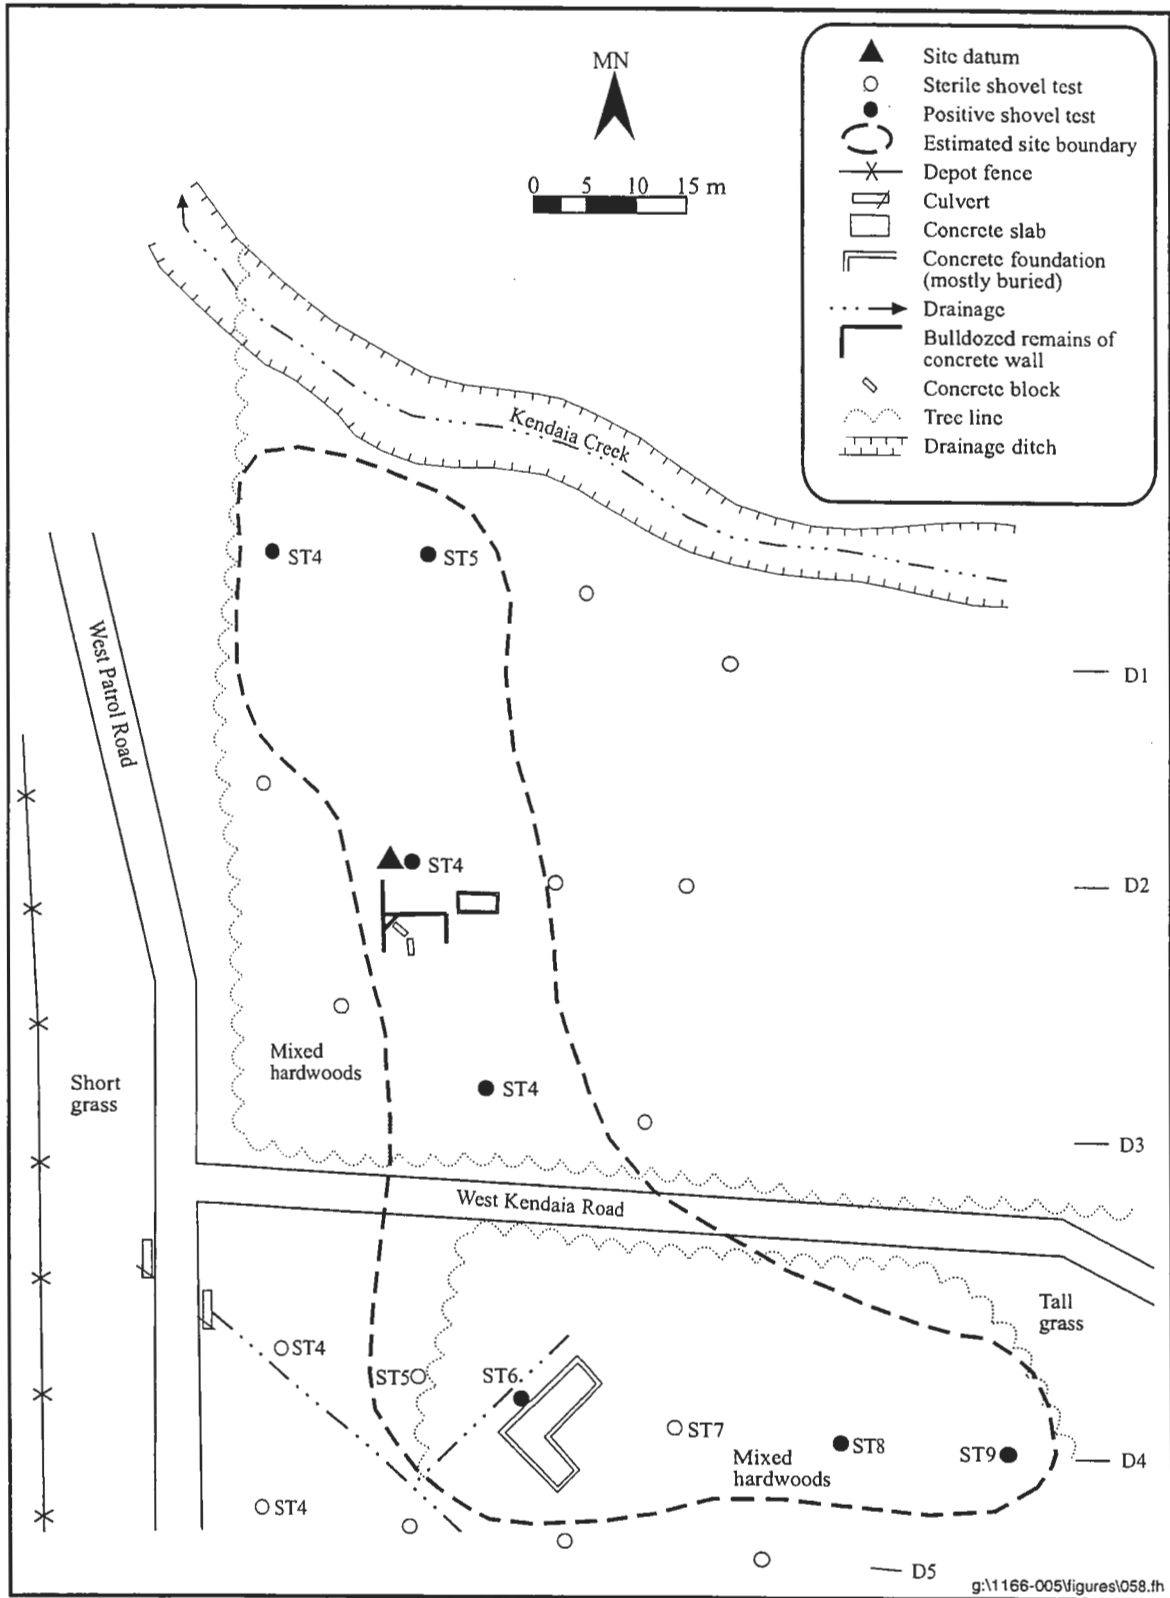 MN
0 5 10 15 m
Site datum
Sterile shovel test
Positive shovel test
Estimated site boundary
Depot fence
Culvert
Concrete slab
Concrete foundation
(mostly buried)
Drainage
Bulldozed remains of
concrete wall
Concrete block
Tree line
Drainage ditch
Kendaia Creek
ST4
ST5
D1
West Patrol Road
ST4
D2
Mixed
hardwoods
Short
grass
ST4
D3
West Kendaia Road
Tall
grass
ST4
ST5
ST6
ST7
ST8
ST9
Mixed
hardwoods
D4
ST4
D5
g:\1166-005\figures\058.fh